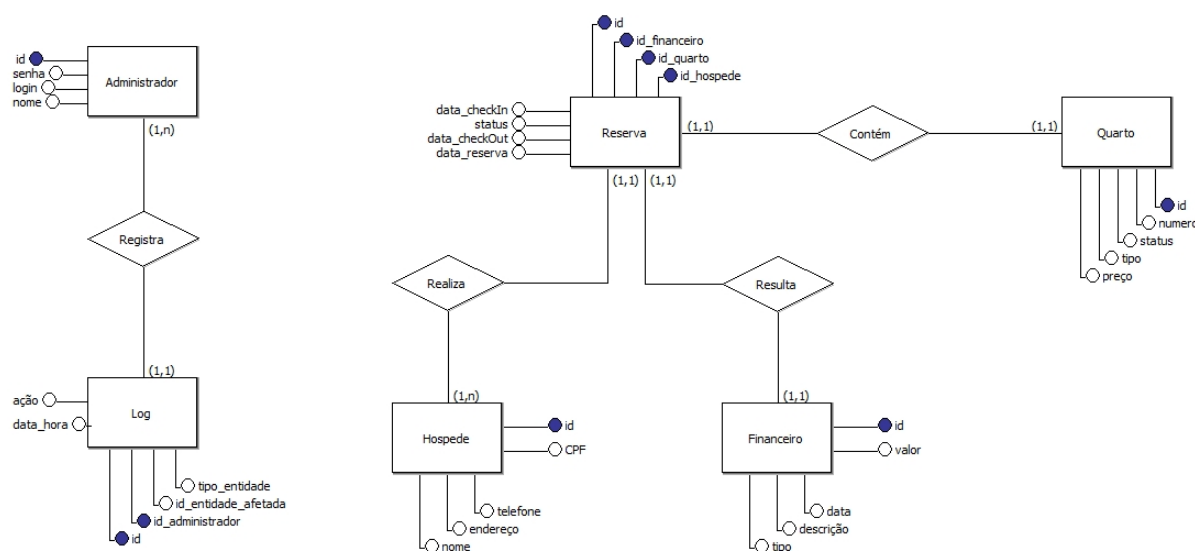 id
senha
login
nome
Administrador
(1,n)
Registra
(1,1)
Log
ação
data_hora
tipo_entidade
id_entidade_afetada
id_administrador
id
id
id_financeiro
id_quarto
id_hospede
data_checkIn
status
data_checkOut
data_reserva
Reserva
(1,1)
Contém
(1,1)
Quarto
id
numero
status
tipo
preço
(1,1)
(1,1)
Realiza
Resulta
(1,n)
Hospede
id
CPF
telefone
endereço
nome
(1,1)
Financeiro
id
valor
data
descrição
tipo